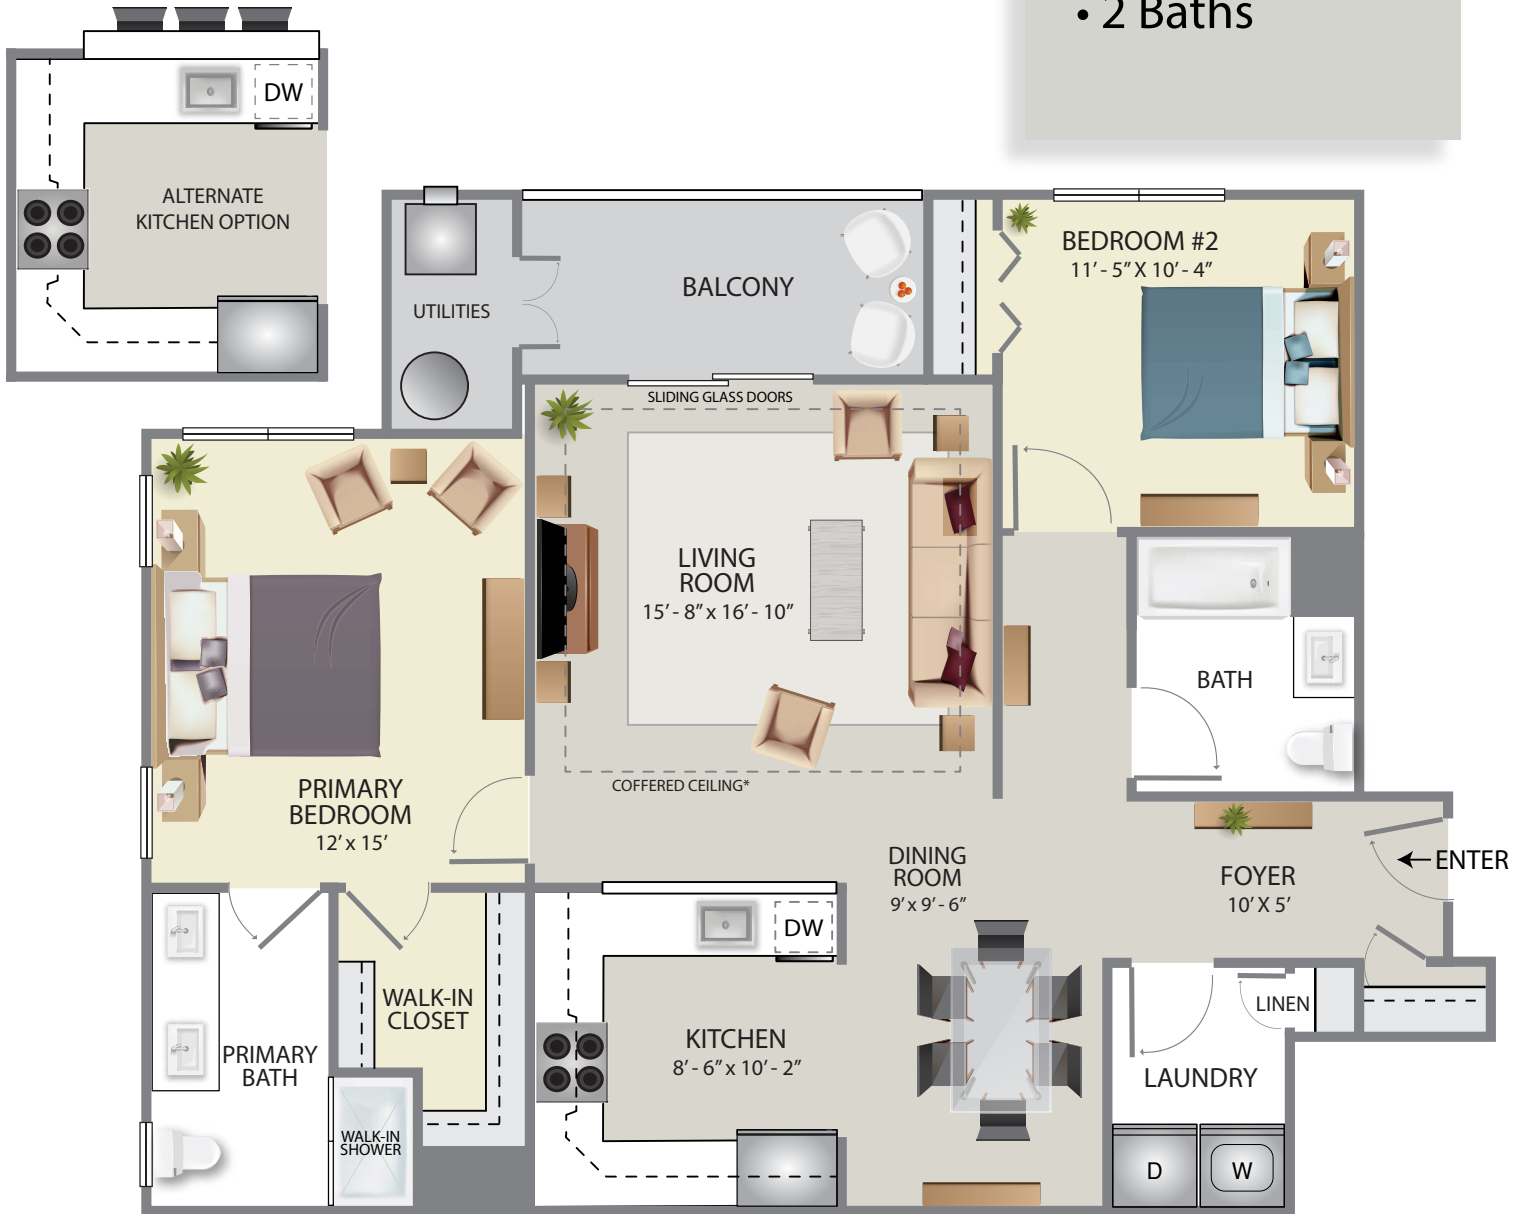 • 2 Baths
DW
ALTERNATE
KITCHEN OPTION
BEDROOM #2
11’ - 5” X 10’ - 4”
BALCONY
UTILITIES
SLIDING GLASS DOORS
LIVING
ROOM
15’ - 8” x 16’ - 10”
BATH
COFFERED CEILING*
PRIMARY
BEDROOM
12’ x 15’
DINING
ROOM
9’ x 9’ - 6”
ENTER
FOYER
10’ X 5’
DW
WALK-IN
CLOSET
LINEN
KITCHEN
8’ - 6” x 10’ - 2”
PRIMARY
BATH
LAUNDRY
WALK-IN
SHOWER
D
W